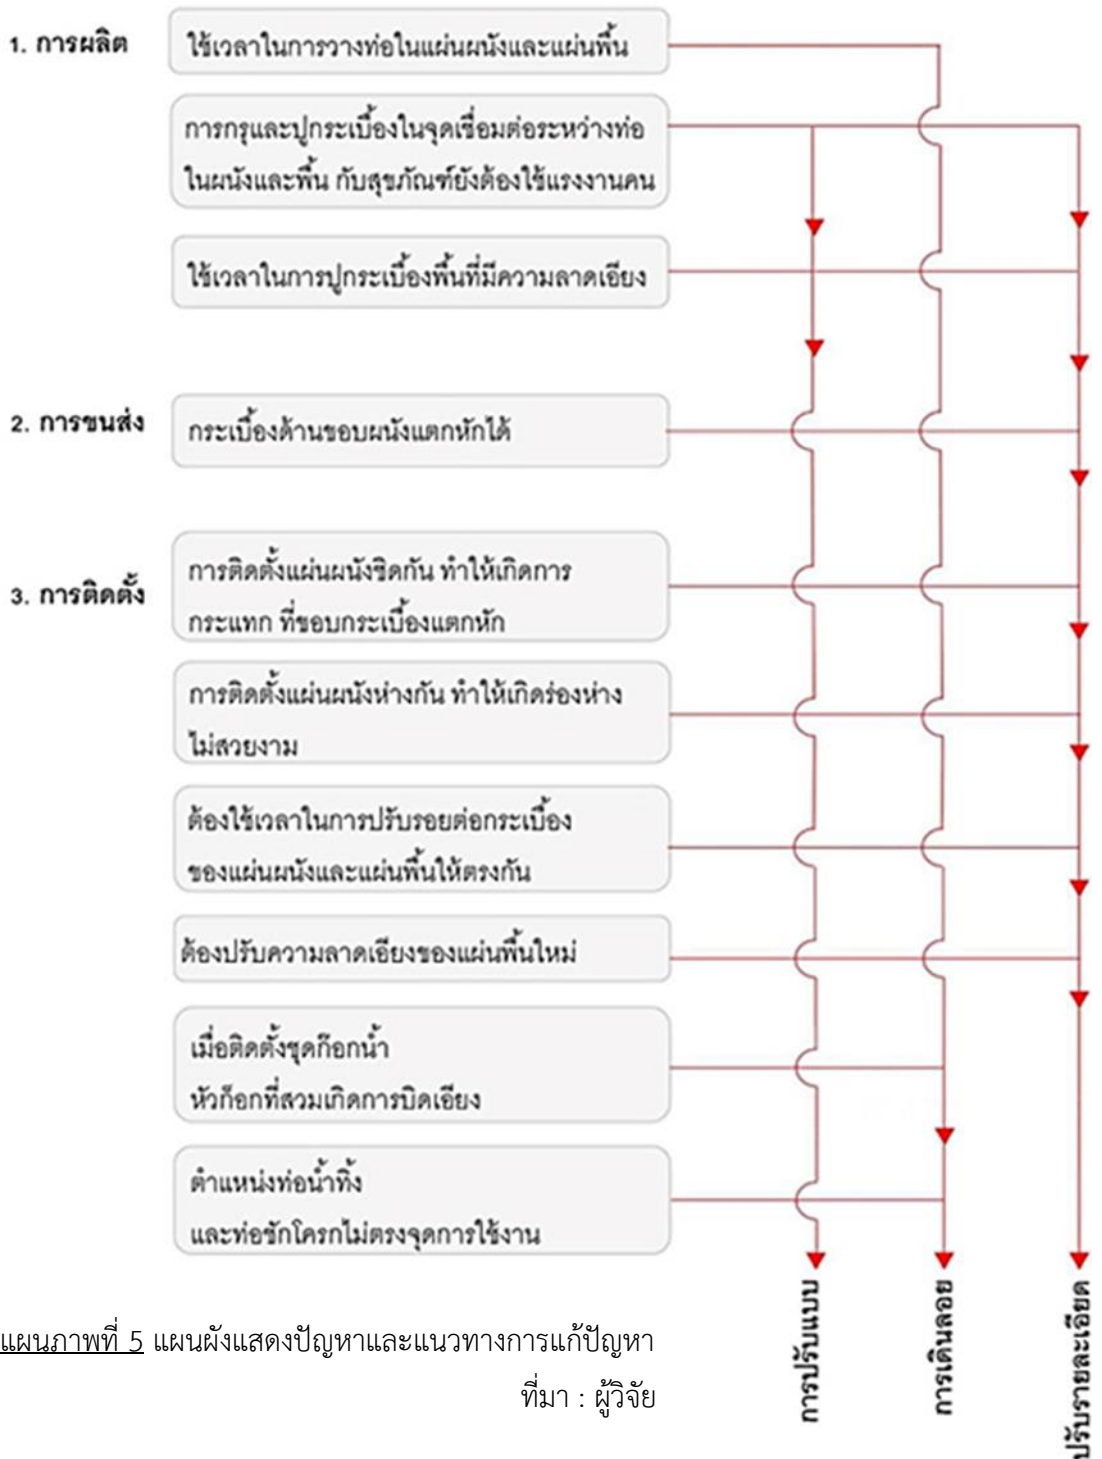 1. การผลิต
ใช้เวลาในการวางท่อในแผ่นผนังและแผ่นพื้น
การกรุและปูกระเบื้องในจุดเชื่อมต่อระหว่างท่อ
ในผนังและพื้น กับสุขภัณฑ์ยังต้องใช้แรงงานคน
ใช้เวลาในการปูกระเบื้องพื้นที่มีความลาดเอียง
2. การขนส่ง
กระเบื้องด้านขอบผนังแตกหักได้
3. การติดตั้ง
การติดตั้งแผ่นผนังชิดกัน ทำให้เกิดการ
กระแทก ที่ขอบกระเบื้องแตกหัก
การติดตั้งแผ่นผนังห่างกัน ทำให้เกิดร่องห่าง
ไม่สวยงาม
ต้องใช้เวลาในการปรับรอยต่อกระเบื้อง
ของแผ่นผนังและแผ่นพื้นให้ตรงกัน
ต้องปรับความลาดเอียงของแผ่นพื้นใหม่
เมื่อติดตั้งชุดก๊อกน้ำ
หัวก็อกที่สวมเกิดการบิดเอียง
ตำแหน่งท่อน้ำทิ้ง
และท่อชักโครกไม่ตรงจุดการใช้งาน
การปรับแบบ
การเดินลอย
ปรับรายละเอียด
แผนภาพที่ 5 แผนผังแสดงปัญหาและแนวทางการแก้ปัญหา
ที่มา : ผู้วิจัย